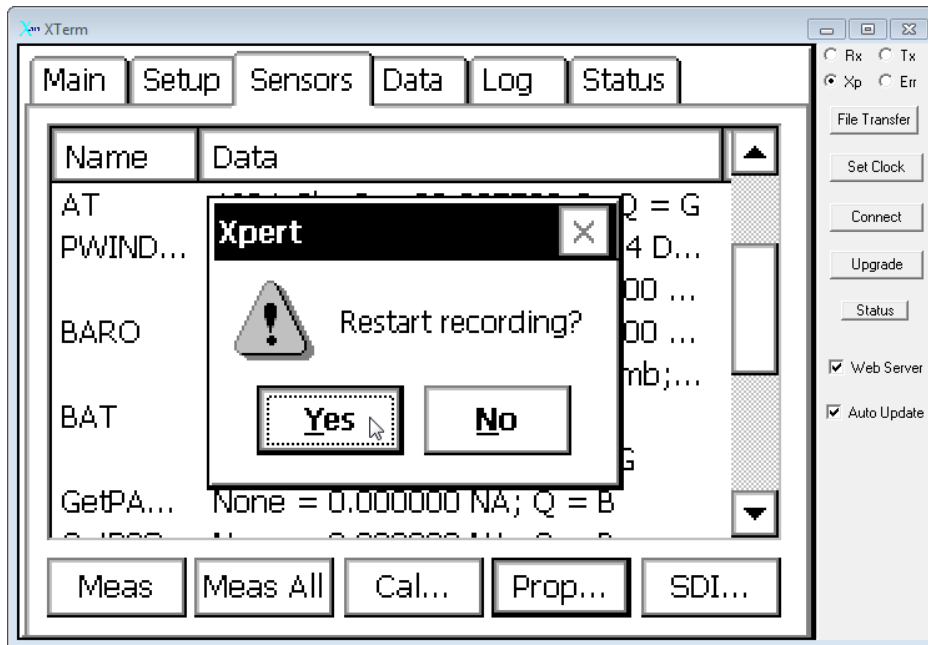 XTerm
Rx Tx
Xp Err
File Transfer
Set Clock
Connect
Upgrade
Status
Web Server
Auto Update
Main Setup Sensors Data Log Status
Name Data
AT Q = G
PWIND... 4 D...
00 ...
BARO 00 ...
mb;...
BAT
G
GetPA... None = 0.000000 NA; Q = B
Xpert
Restart recording?
Yes No
Meas Meas All Cal... Prop... SDI...